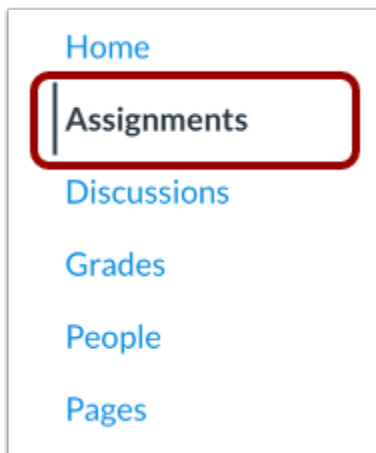 Home
Assignments
Discussions
Grades
People
Pages